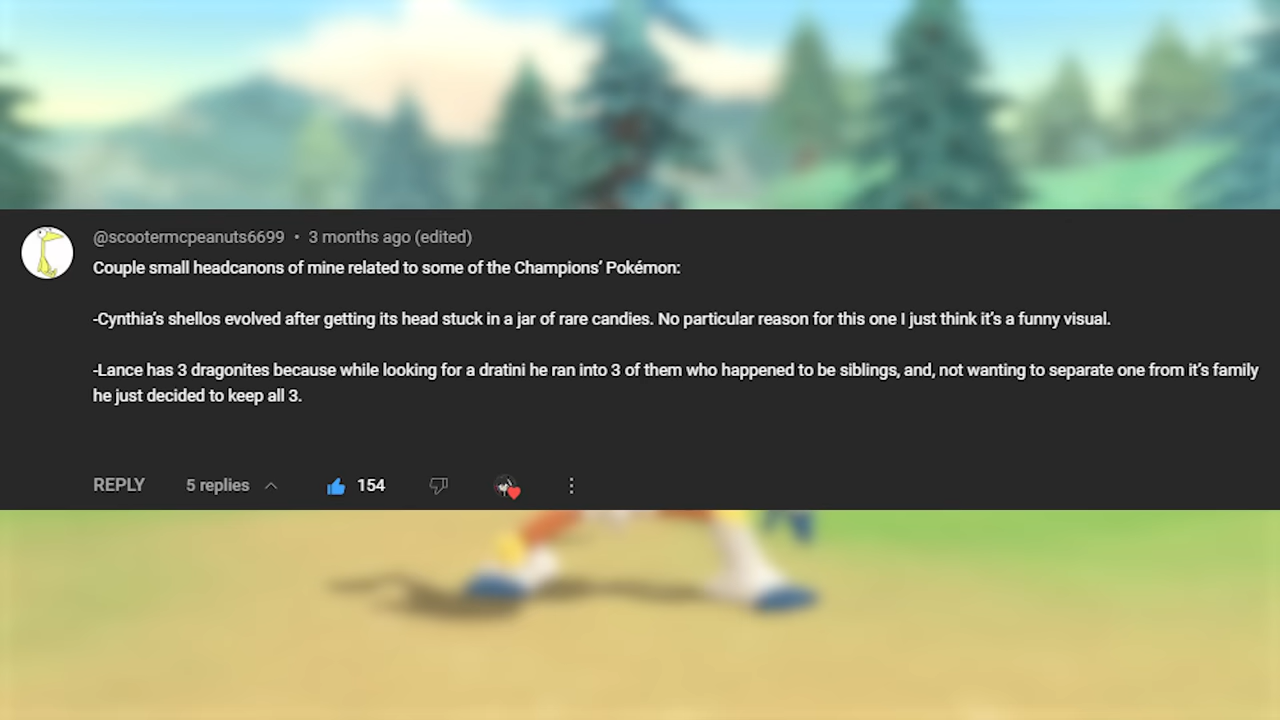 @scootermcpeanuts6699 • 3 months ago (edited)
Couple small headcanons of mine related to some of the Champions’ Pokémon:
-Cynthia’s shellos evolved after getting its head stuck in a jar of rare candies. No particular reason for this one I just think it’s a funny visual.
-Lance has 3 dragonites because while looking for a dratini he ran into 3 of them who happened to be siblings, and, not wanting to separate one from it’s family
he just decided to keep all 3.
REPLY 5 replies 154